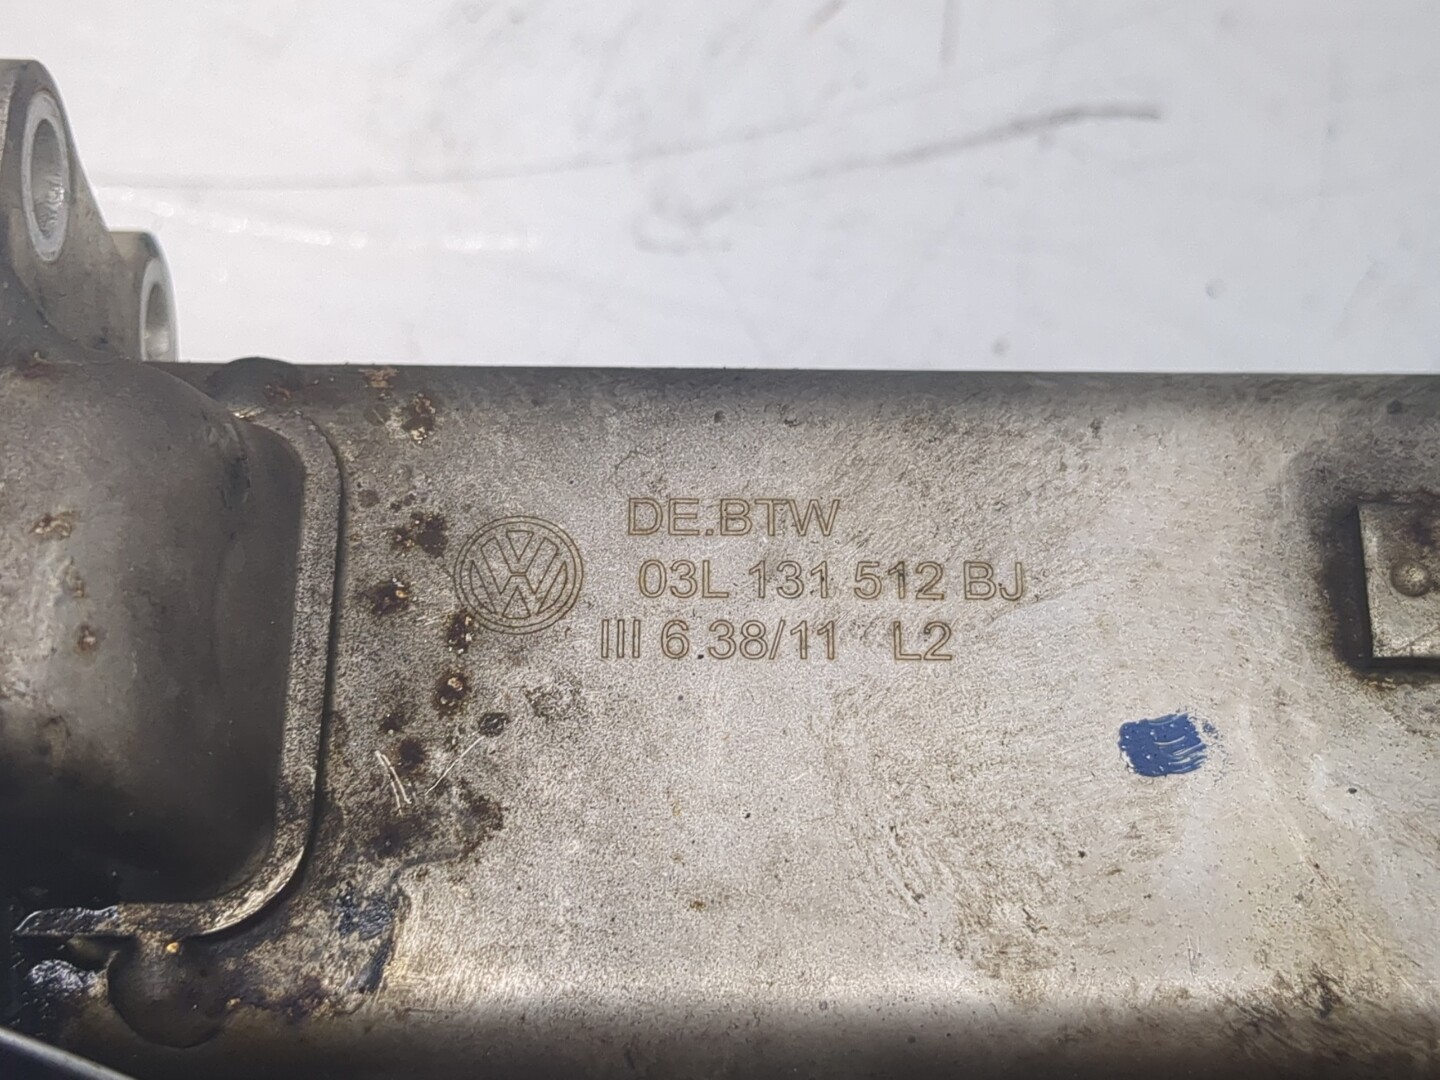 DE.BTW
03L 131 512 BJ
III 6.38/11 L2